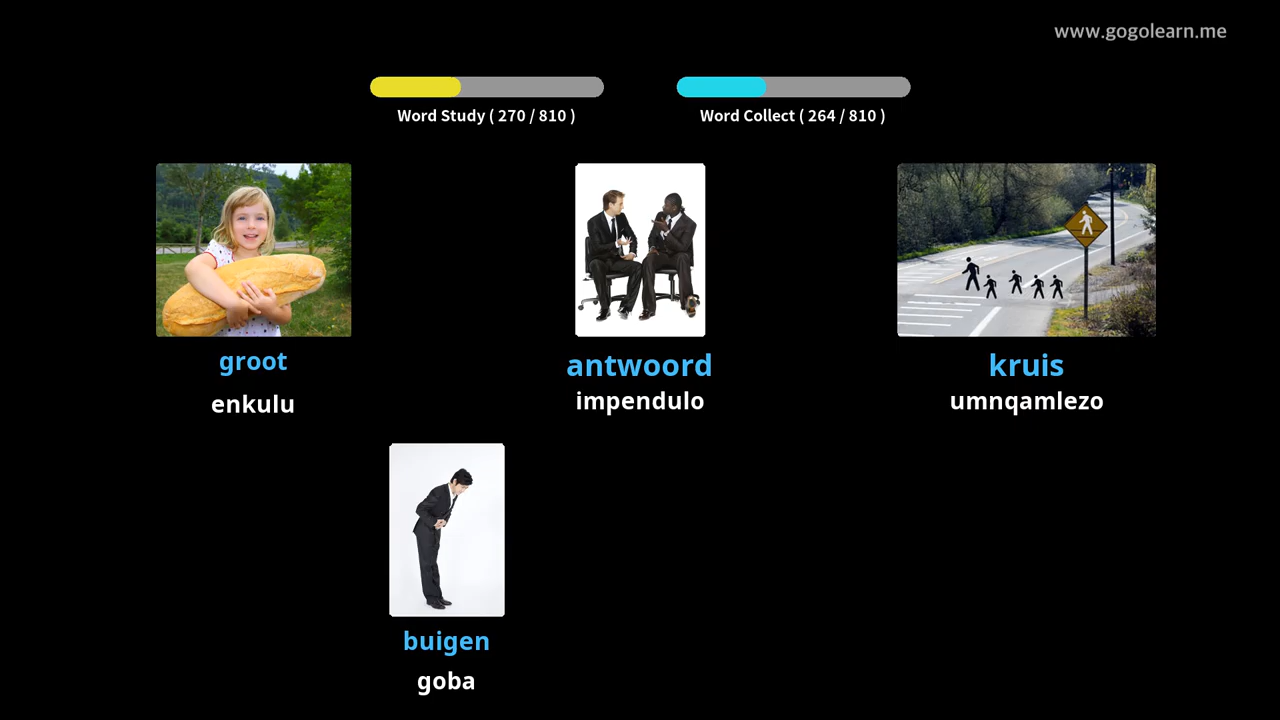 www.gogolearn.me
Word Study ( 270 / 810 )
Word Collect ( 264 / 810 )
groot
antwoord
kruis
enkulu
impendulo
umnqamlezo
buigen
goba